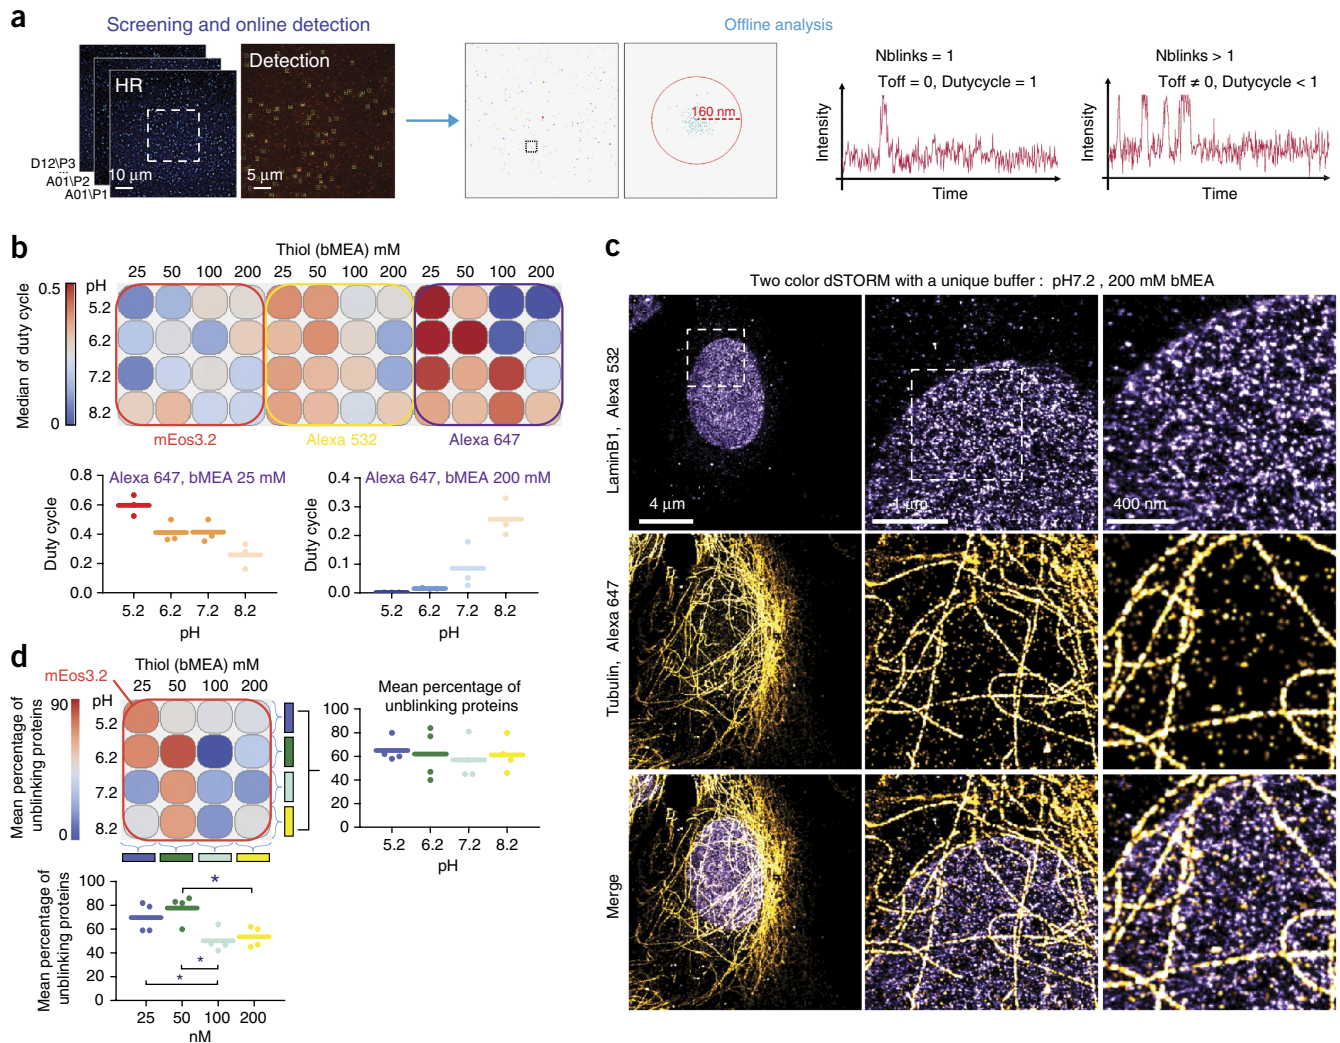 a
Screening and online detection
Offline analysis
HR
Detection
D12\P3
...
A01\P2
A01\P1
10 µm
5 µm
160 nm
Nblinks = 1
Toff = 0, Dutycycle = 1
Intensity
Time
Nblinks > 1
Toff ≠ 0, Dutycycle < 1
Intensity
Time
b
Thiol (bMEA) mM
25 50 100 200 25 50 100 200 25 50 100 200
Median of duty cycle
0.5
0
pH
5.2
6.2
7.2
8.2
mEos3.2
Alexa 532
Alexa 647
Alexa 647, bMEA 25 mM
Duty cycle
0.8
0.6
0.4
0.2
0.0
5.2 6.2 7.2 8.2
pH
Alexa 647, bMEA 200 mM
Duty cycle
0.4
0.3
0.2
0.1
0.0
5.2 6.2 7.2 8.2
pH
c
Two color dSTORM with a unique buffer : pH7.2 , 200 mM bMEA
LaminB1, Alexa 532
4 µm
1 µm
400 nm
Tubulin, Alexa 647
Merge
d
mEos3.2
Thiol (bMEA) mM
25 50 100 200
Mean percentage of
unblinking proteins
90
0
pH
5.2
6.2
7.2
8.2
Mean percentage of
unblinking proteins
100
80
60
40
20
0
5.2 6.2 7.2 8.2
pH
Mean percentage of
unblinking proteins
100
80
60
40
20
0
*
*
*
25 50 100 200
nM